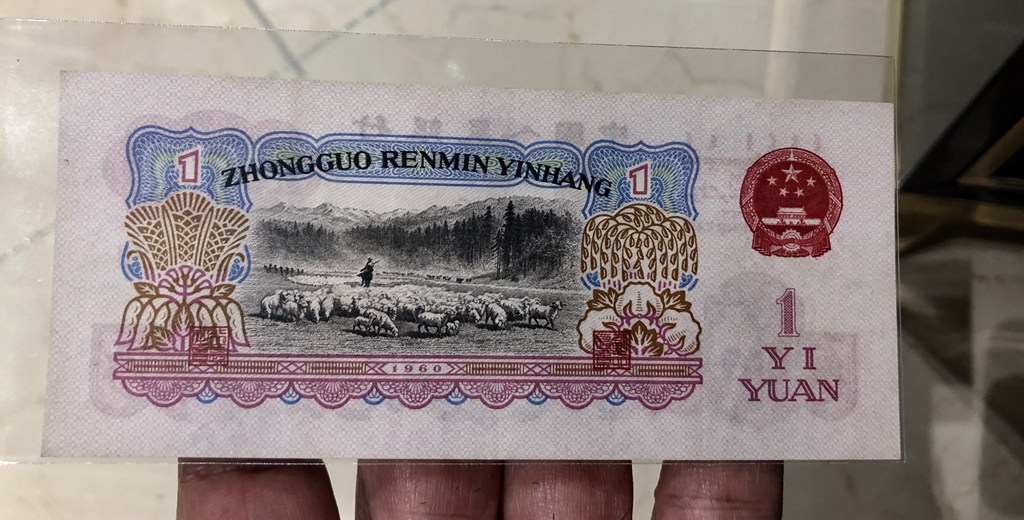 ZHONGGUO RENMIN YINHANG
1
1
1960
1
YI
YUAN